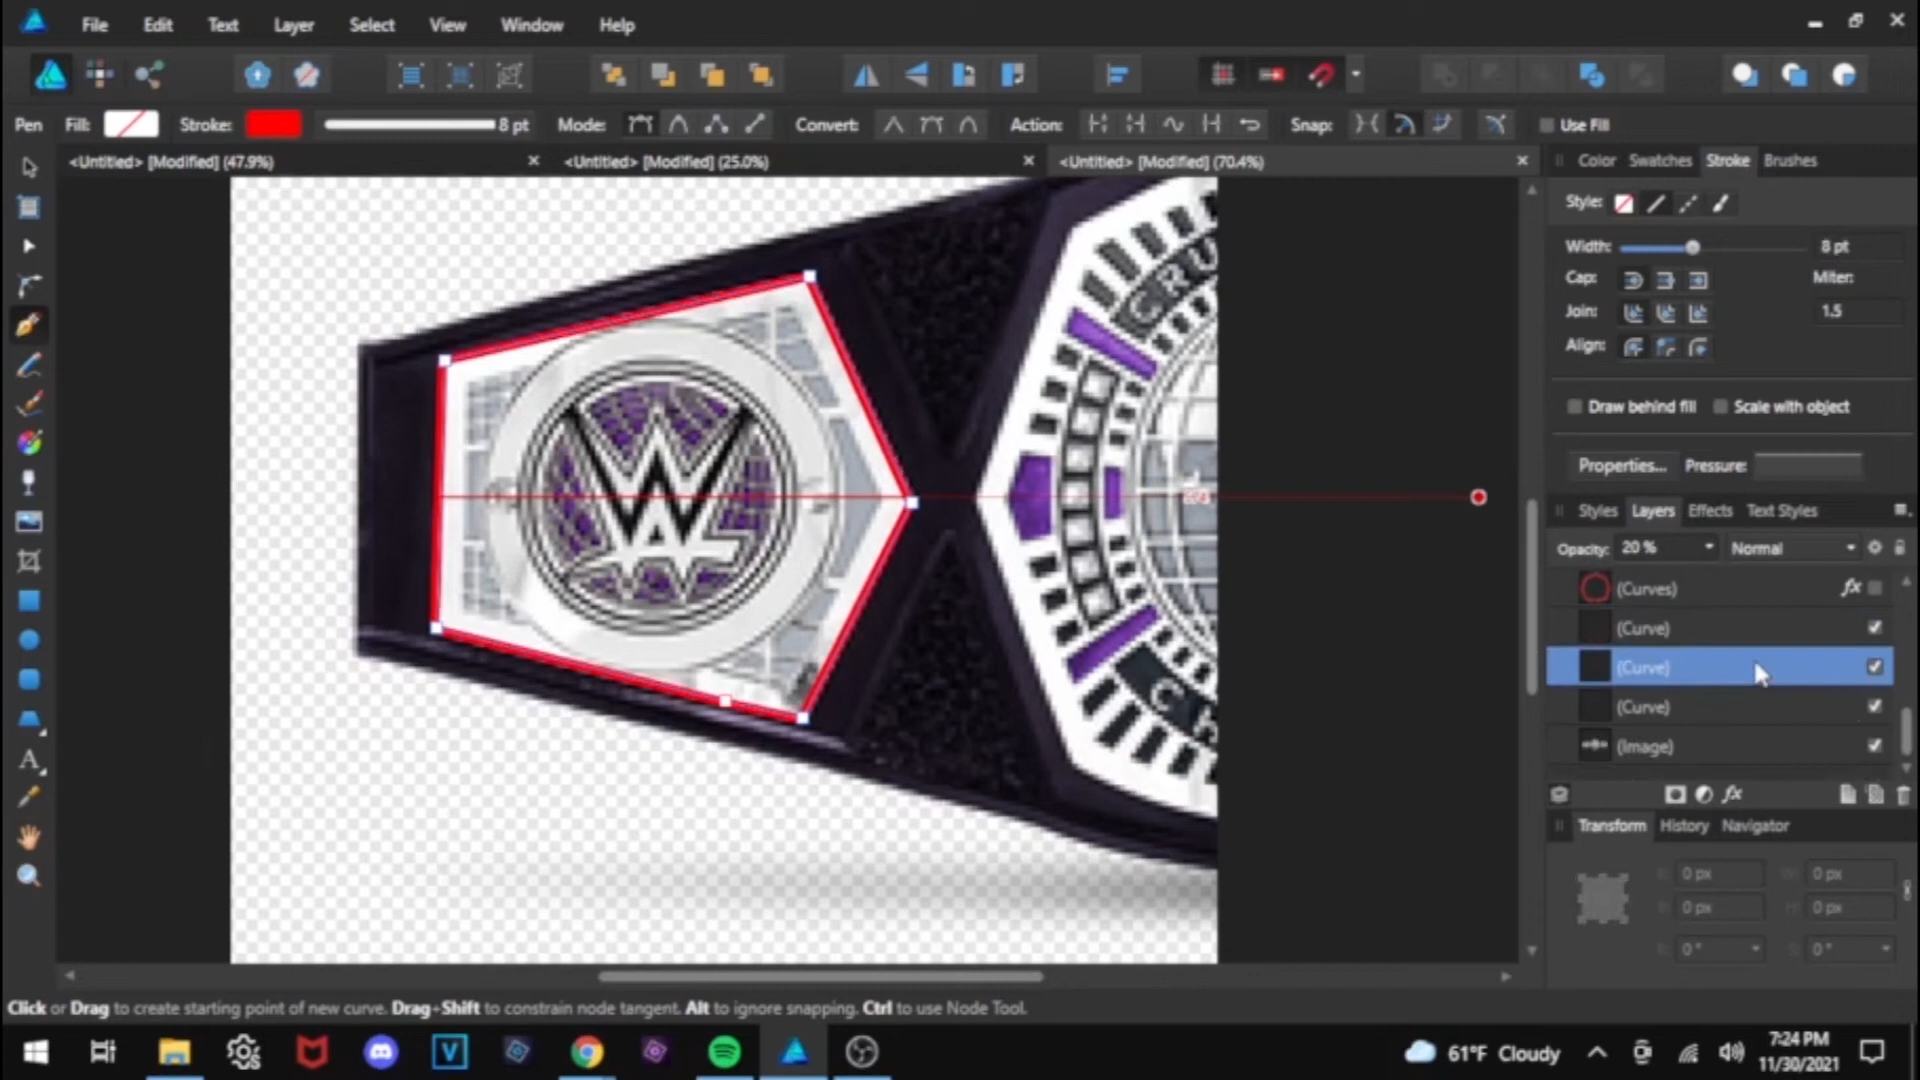 File Edit Text Layer Select View Window Help
Pen Fill: Stroke: 8 pt Mode: Convert: Action: Snap: Use Fill
<Untitled> [Modified] (47.9%) <Untitled> [Modified] (25.0%) <Untitled> [Modified] (70.4%)
Color Swatches Stroke Brushes
Style:
Width: 8 pt
Cap: Miter:
Join: 1.5
Align:
Draw behind fill Scale with object
Properties... Pressure:
Styles Layers Effects Text Styles
Opacity: 20 % Normal
(Curves) fx
(Curve)
(Curve)
(Curve)
(Image)
fx
Transform History Navigator
0 px 0 px
0 px 0 px
0 ° 0 °
CRU
W
CH
Click or Drag to create starting point of new curve. Drag+Shift to constrain node tangent. Alt to ignore snapping. Ctrl to use Node Tool.
61°F Cloudy
7:24 PM
11/30/2021